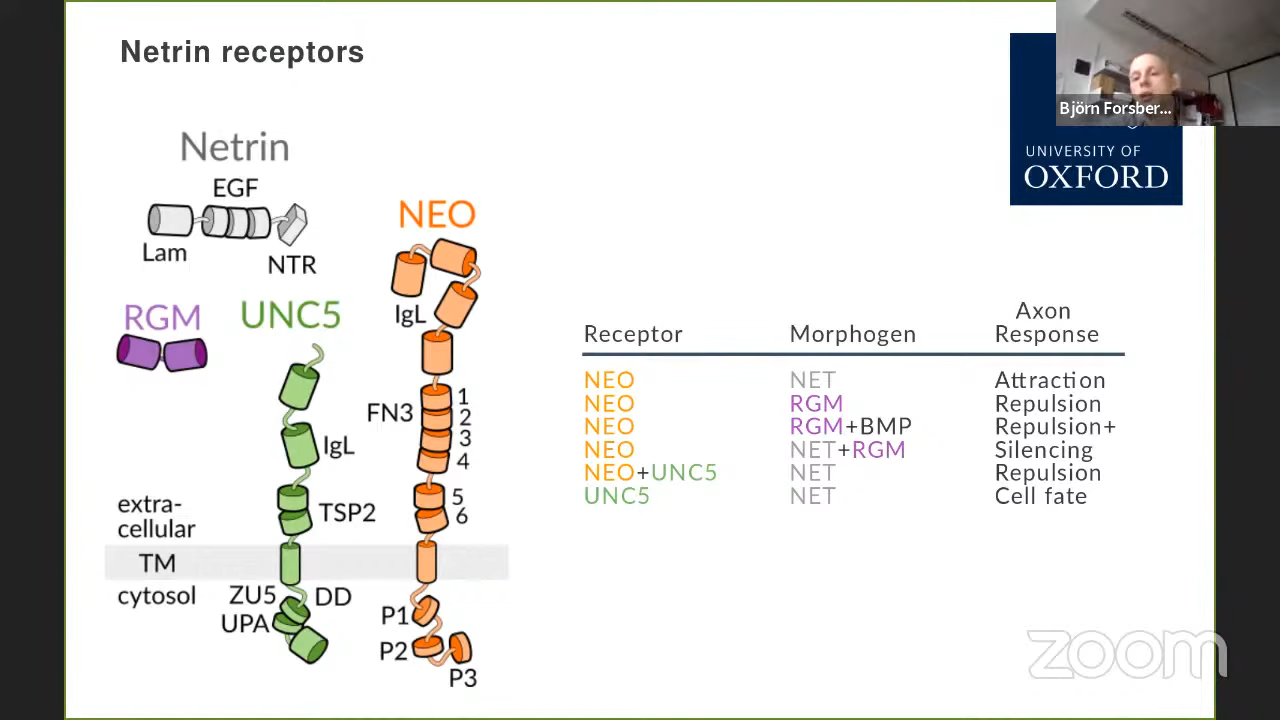 Netrin receptors
Björn Forsber...
UNIVERSITY OF
OXFORD
Netrin
EGF
Lam
NTR
NEO
RGM
UNC5
IgL
FN3
1
2
3
4
IgL
5
6
TSP2
extra-
cellular
TM
cytosol
ZU5
DD
UPA
P1
P2
P3
Receptor Morphogen Axon Response
NEO NET Attraction
NEO RGM Repulsion
NEO RGM+BMP Repulsion+
NEO NET+RGM Silencing
NEO+UNC5 NET Repulsion
UNC5 NET Cell fate
zoom